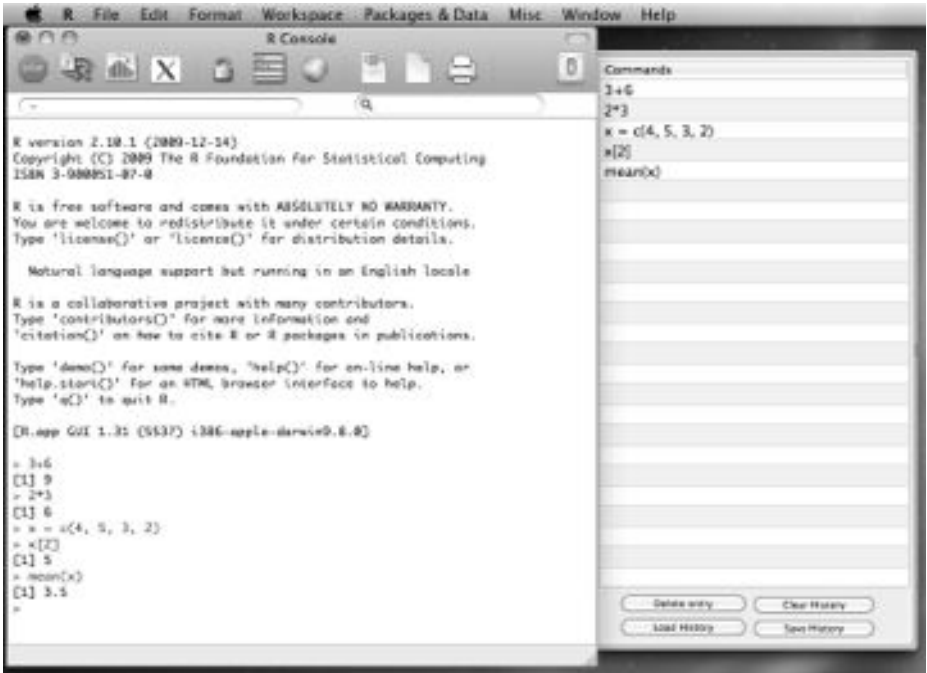 R File Edit Format Workspace Packages & Data Misc Window Help
R Console
R version 2.10.1 (2009-12-14)
Copyright (C) 2009 The R Foundation for Statistical Computing
ISBN 3-900051-07-0
R is free software and comes with ABSOLUTELY NO WARRANTY.
You are welcome to redistribute it under certain conditions.
Type 'license()' or 'licence()' for distribution details.
Natural language support but running in an English locale
R is a collaborative project with many contributors.
Type 'contributors()' for more information and
'citation()' on how to cite R or R packages in publications.
Type 'demo()' for some demos, 'help()' for on-line help, or
'help.start()' for an HTML browser interface to help.
Type 'q()' to quit R.
[R.app GUI 1.31 (5537) i386-apple-darwin9.8.0]
> 3+6
[1] 9
> 2*3
[1] 6
> x = c(4, 5, 3, 2)
> x[2]
[1] 5
> mean(x)
[1] 3.5
>
Commands
3+6
2*3
x = c(4, 5, 3, 2)
x[2]
mean(x)
Delete entry Clear History
Load History Save History